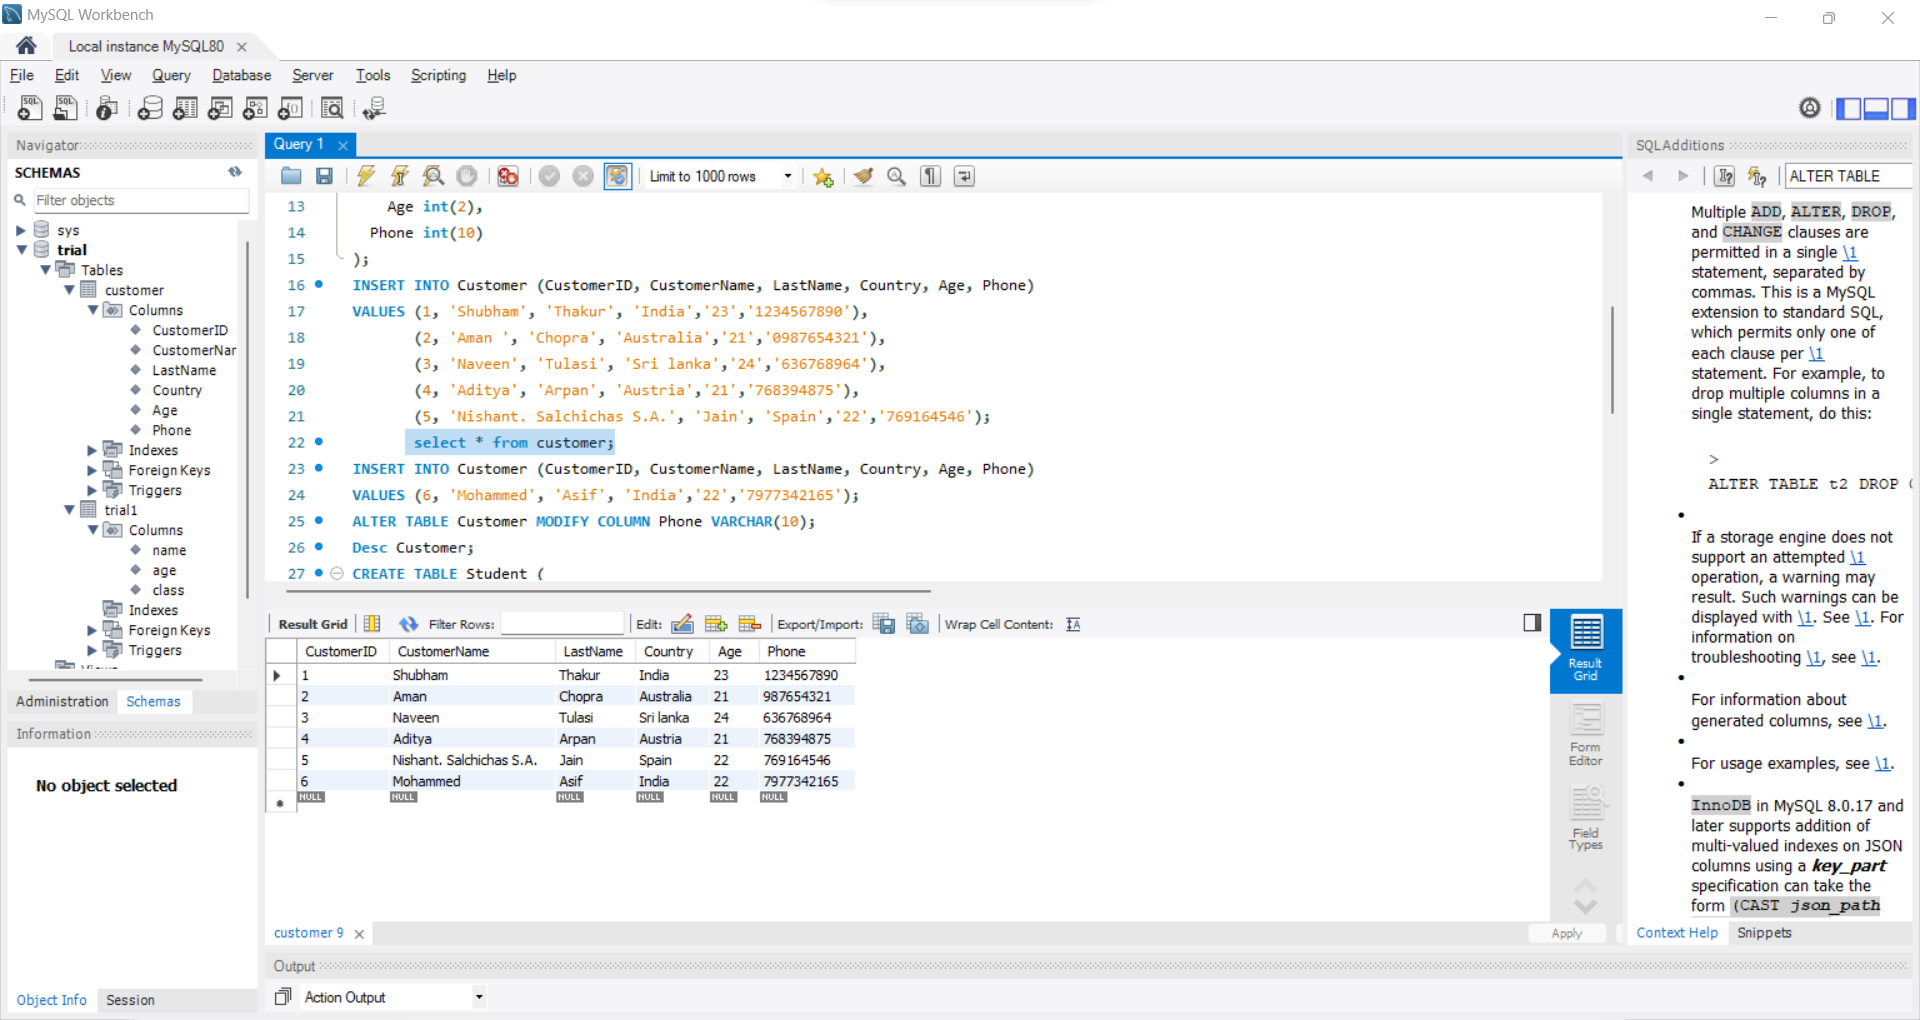 MySQL Workbench
Local instance MySQL80
File Edit View Query Database Server Tools Scripting Help
Navigator
SCHEMAS
Filter objects
sys
trial
Tables
customer
Columns
CustomerID
CustomerNar
LastName
Country
Age
Phone
Indexes
Foreign Keys
Triggers
trial1
Columns
name
age
class
Indexes
Foreign Keys
Triggers
Administration Schemas
Information
No object selected
Object Info Session
Query 1
Limit to 1000 rows
13 Age int(2),
14 Phone int(10)
15 );
16 INSERT INTO Customer (CustomerID, CustomerName, LastName, Country, Age, Phone)
17 VALUES (1, 'Shubham', 'Thakur', 'India','23','1234567890'),
18 (2, 'Aman ', 'Chopra', 'Australia','21','0987654321'),
19 (3, 'Naveen', 'Tulasi', 'Sri lanka','24','636768964'),
20 (4, 'Aditya', 'Arpan', 'Austria','21','768394875'),
21 (5, 'Nishant. Salchichas S.A.', 'Jain', 'Spain','22','769164546');
22 select * from customer;
23 INSERT INTO Customer (CustomerID, CustomerName, LastName, Country, Age, Phone)
24 VALUES (6, 'Mohammed', 'Asif', 'India','22','7977342165');
25 ALTER TABLE Customer MODIFY COLUMN Phone VARCHAR(10);
26 Desc Customer;
27 CREATE TABLE Student (
Result Grid Filter Rows: Edit: Export/Import: Wrap Cell Content:
CustomerID CustomerName LastName Country Age Phone
1 Shubham Thakur India 23 1234567890
2 Aman Chopra Australia 21 987654321
3 Naveen Tulasi Sri lanka 24 636768964
4 Aditya Arpan Austria 21 768394875
5 Nishant. Salchichas S.A. Jain Spain 22 769164546
6 Mohammed Asif India 22 7977342165
NULL NULL NULL NULL NULL NULL
Result
Grid
Form
Editor
Field
Types
customer 9
Apply
Output
Action Output
SQLAdditions
ALTER TABLE
Multiple ADD, ALTER, DROP,
and CHANGE clauses are
permitted in a single \1
statement, separated by
commas. This is a MySQL
extension to standard SQL,
which permits only one of
each clause per \1
statement. For example, to
drop multiple columns in a
single statement, do this:
>
ALTER TABLE t2 DROP
If a storage engine does not
support an attempted \1
operation, a warning may
result. Such warnings can be
displayed with \1. See \1. For
information on
troubleshooting \1, see \1.
For information about
generated columns, see \1.
For usage examples, see \1.
InnoDB in MySQL 8.0.17 and
later supports addition of
multi-valued indexes on JSON
columns using a key_part
specification can take the
form (CAST json_path
Context Help Snippets